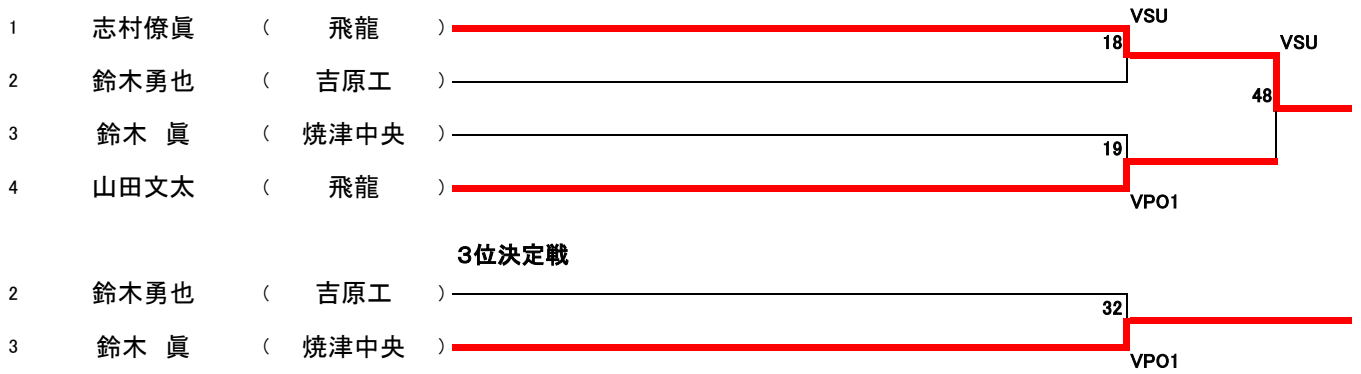 VSU
1 志村僚眞 ( 飛龍 )
18 VSU
2 鈴木勇也 ( 吉原工 )
48
3 鈴木 眞 ( 焼津中央 )
19
4 山田文太 ( 飛龍 )
VPO1
３位決定戦
2 鈴木勇也 ( 吉原工 )
32
3 鈴木 眞 ( 焼津中央 )
VPO1